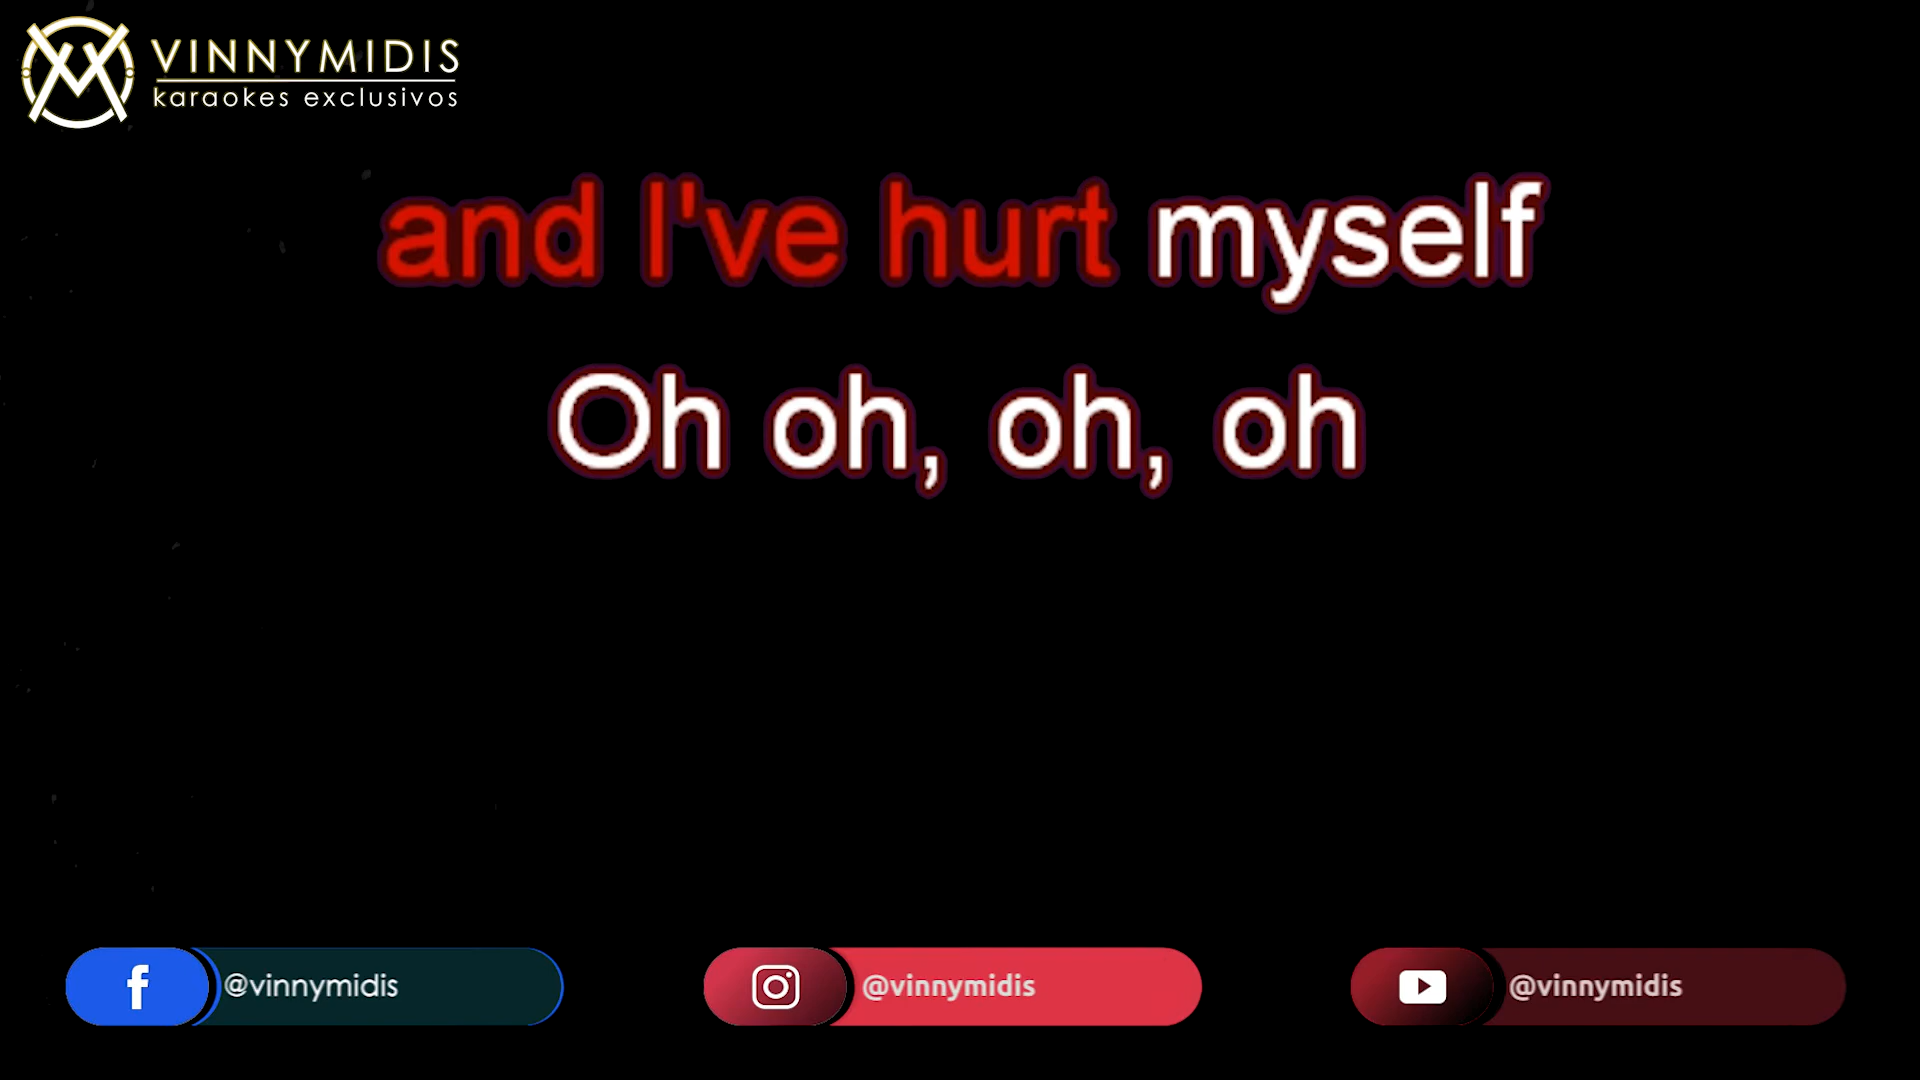 VINNYMIDIS
karaokes exclusivos
and I've hurt myself
Oh oh, oh, oh
@vinnymidis
@vinnymidis
@vinnymidis